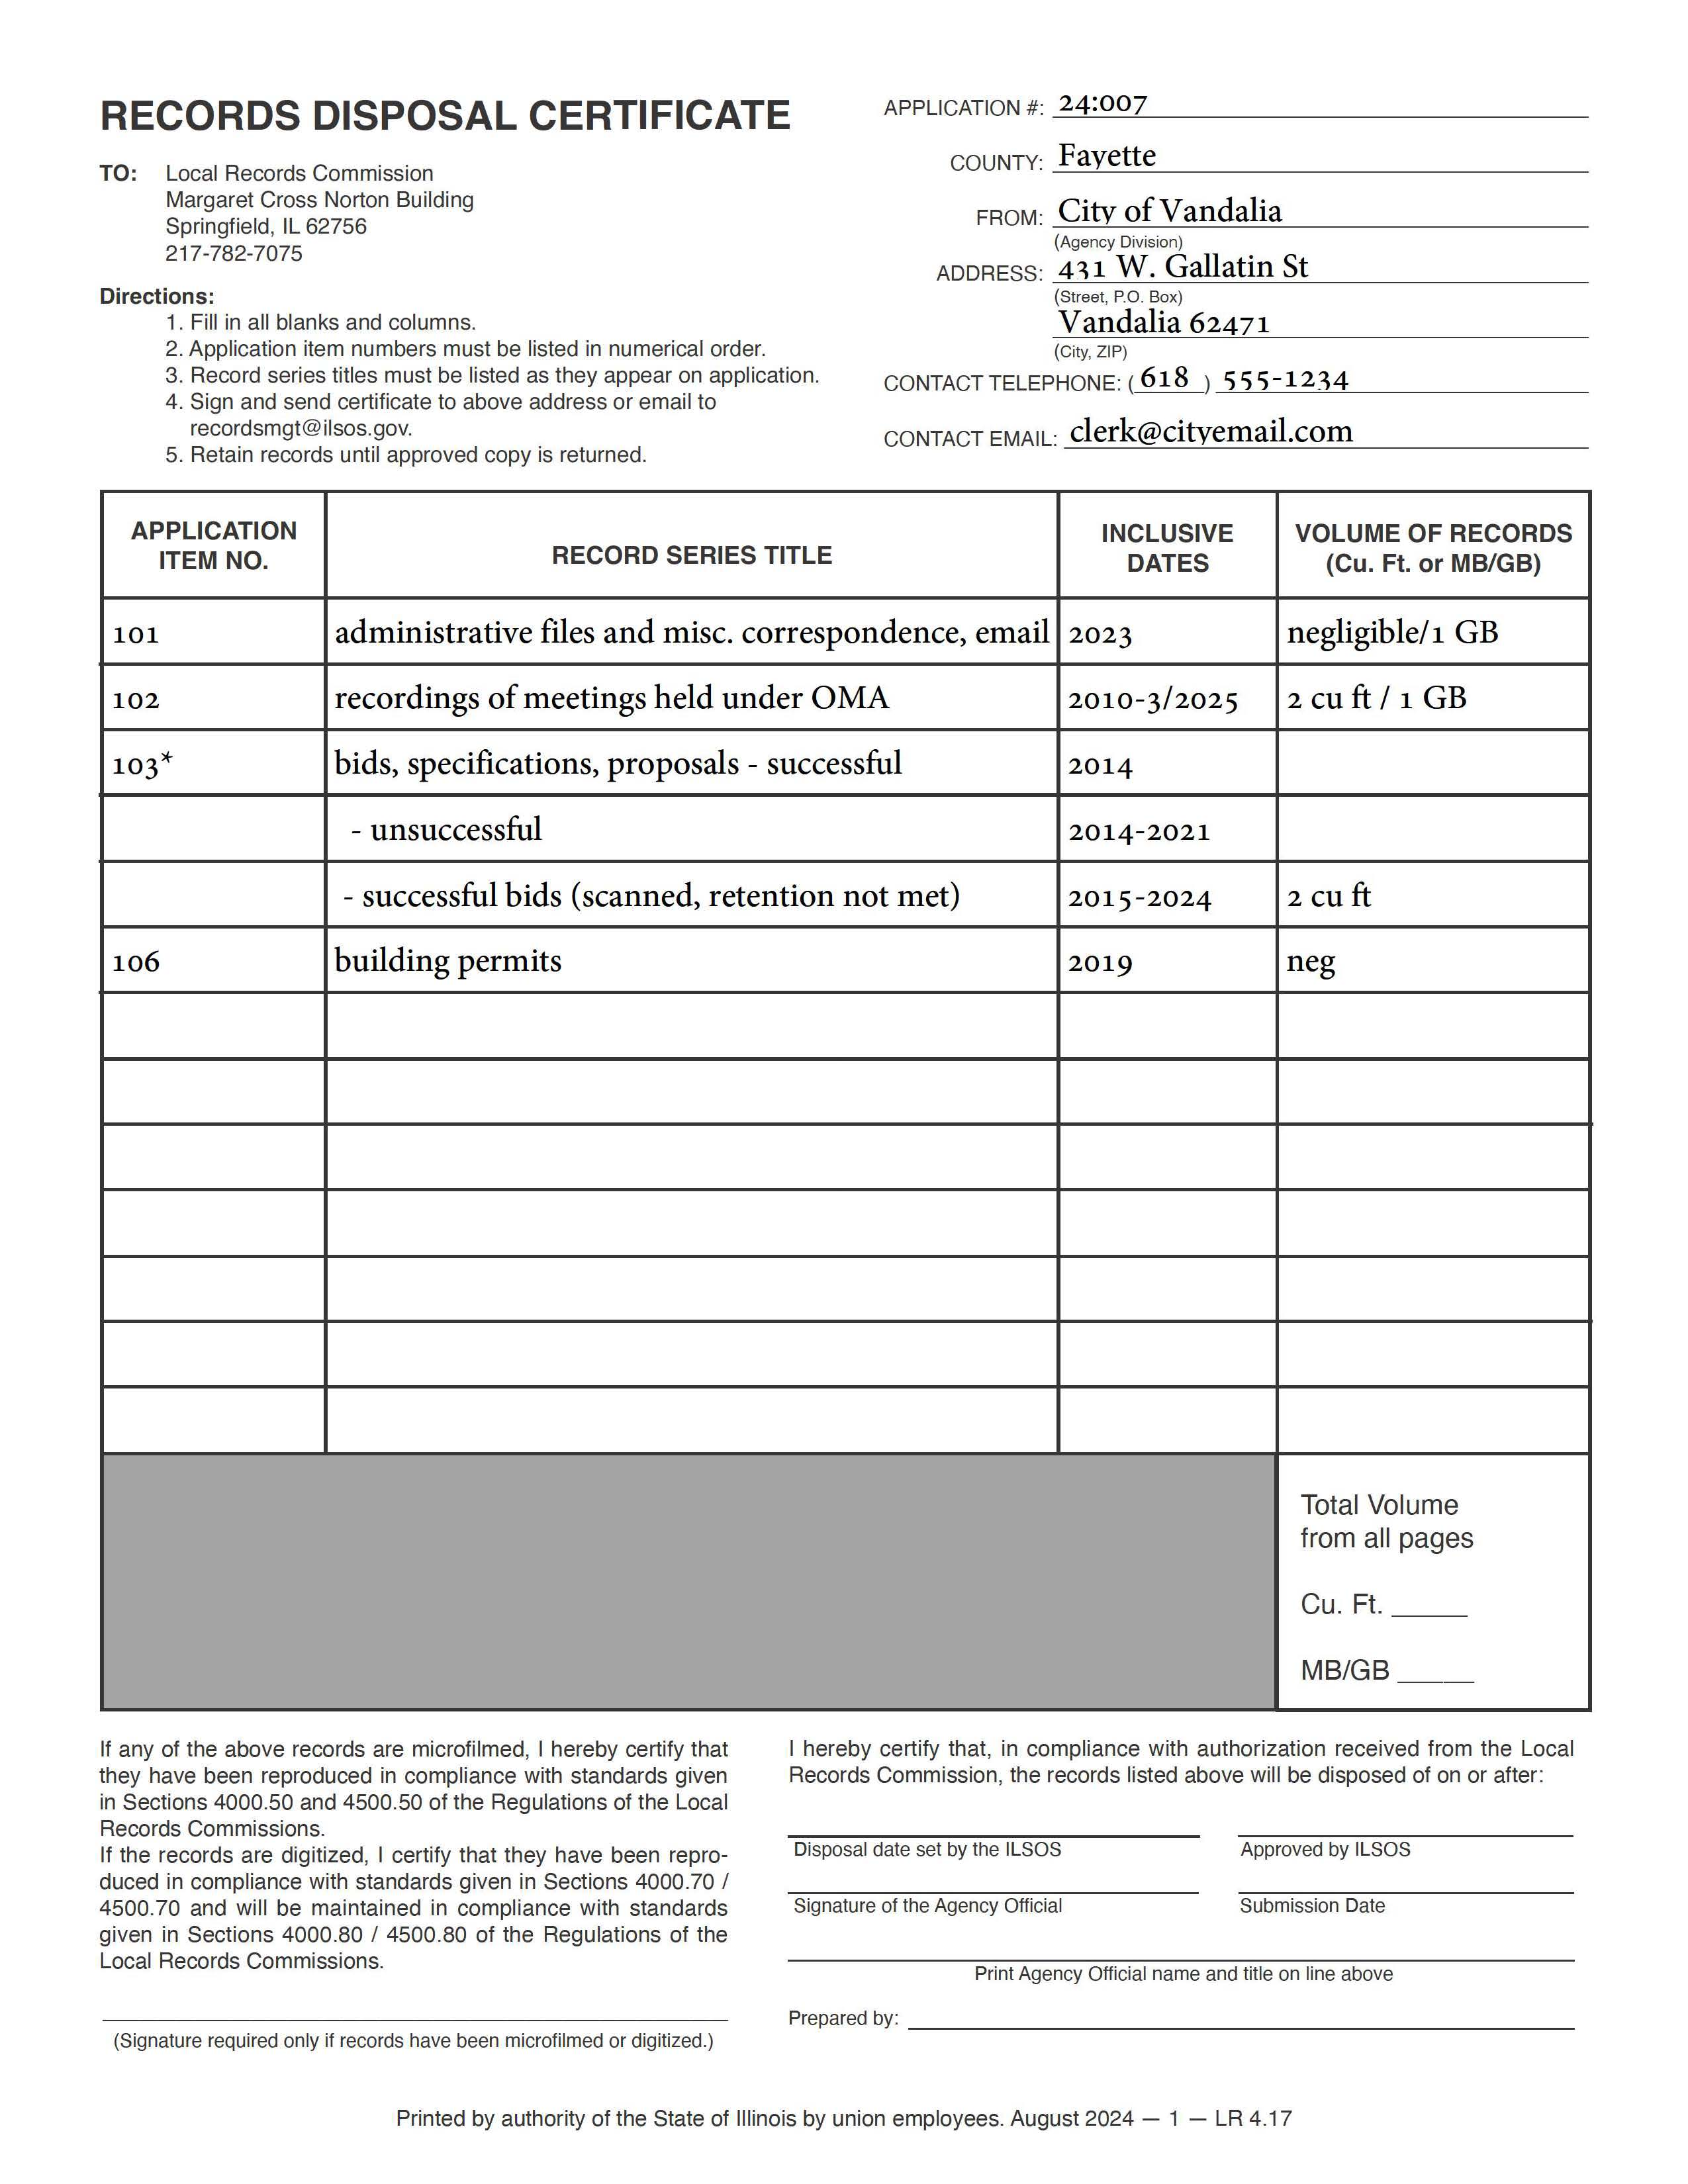 RECORDS DISPOSAL CERTIFICATE
TO: Local Records Commission
Margaret Cross Norton Building
Springfield, IL 62756
217-782-7075
Directions:
1. Fill in all blanks and columns.
2. Application item numbers must be listed in numerical order.
3. Record series titles must be listed as they appear on application.
4. Sign and send certificate to above address or email to
recordsmgt@ilsos.gov.
5. Retain records until approved copy is returned.
APPLICATION #: 24:007
COUNTY: Fayette
FROM: City of Vandalia
(Agency Division)
ADDRESS: 431 W. Gallatin St
(Street, P.O. Box)
Vandalia 62471
(City, ZIP)
CONTACT TELEPHONE: (618) 555-1234
CONTACT EMAIL: clerk@cityemail.com
APPLICATION ITEM NO. RECORD SERIES TITLE INCLUSIVE DATES VOLUME OF RECORDS (Cu. Ft. or MB/GB)
101 administrative files and misc. correspondence, email 2023 negligible/1 GB
102 recordings of meetings held under OMA 2010-3/2025 2 cu ft / 1 GB
103* bids, specifications, proposals - successful 2014
- unsuccessful 2014-2021
- successful bids (scanned, retention not met) 2015-2024 2 cu ft
106 building permits 2019 neg
Total Volume
from all pages
Cu. Ft. _____
MB/GB _____
If any of the above records are microfilmed, I hereby certify that
they have been reproduced in compliance with standards given
in Sections 4000.50 and 4500.50 of the Regulations of the Local
Records Commissions.
If the records are digitized, I certify that they have been repro-
duced in compliance with standards given in Sections 4000.70 /
4500.70 and will be maintained in compliance with standards
given in Sections 4000.80 / 4500.80 of the Regulations of the
Local Records Commissions.
(Signature required only if records have been microfilmed or digitized.)
I hereby certify that, in compliance with authorization received from the Local
Records Commission, the records listed above will be disposed of on or after:
Disposal date set by the ILSOS Approved by ILSOS
Signature of the Agency Official Submission Date
Print Agency Official name and title on line above
Prepared by:
Printed by authority of the State of Illinois by union employees. August 2024 — 1 — LR 4.17